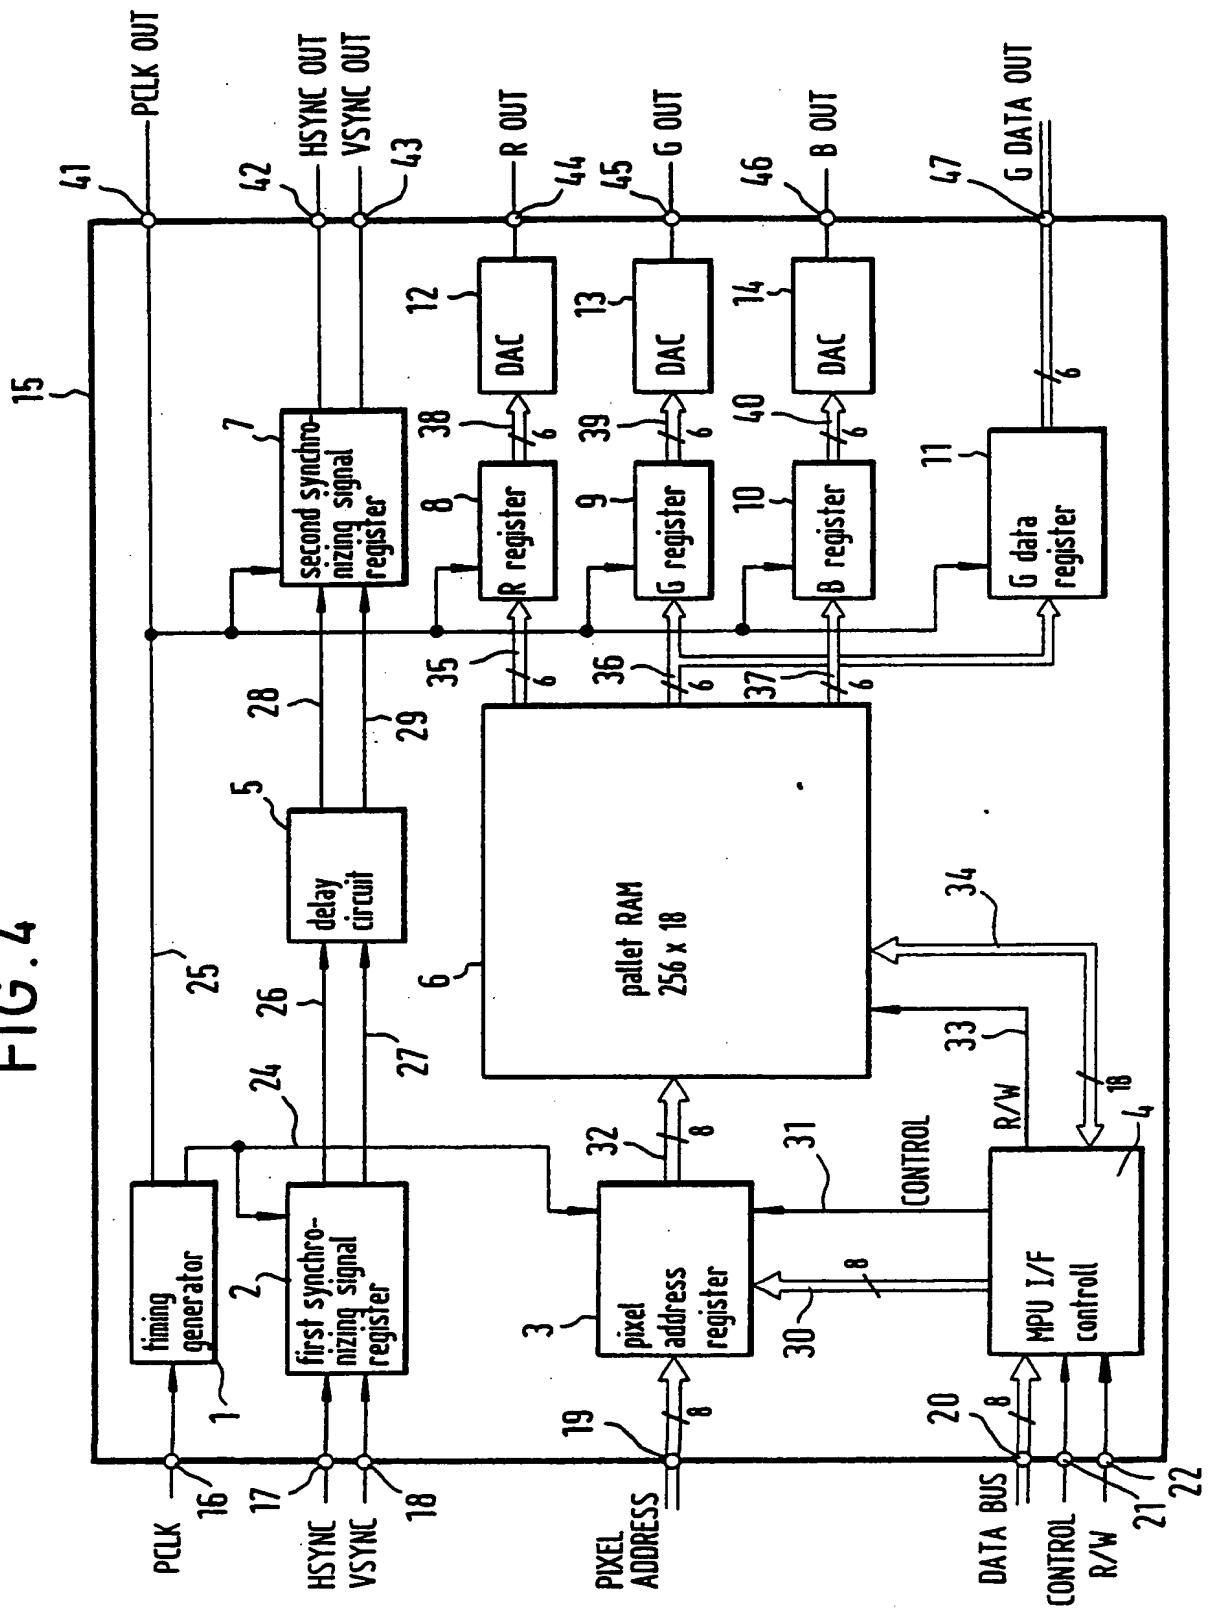 FIG. 4
15
PCLK
16
1
timing
generator
25
41
PCLK OUT
HSYNC
VSYNC
17
18
2
first synchro-
nizing signal
register
24
26
27
5
delay
circuit
28
29
7
second synchro-
nizing signal
register
42
43
HSYNC OUT
VSYNC OUT
PIXEL
ADDRESS
19
8
3
pixel
address
register
32
8
6
pallet RAM
256 x 18
35
6
8
R register
38
6
12
DAC
44
R OUT
36
6
9
G register
39
6
13
DAC
45
G OUT
37
6
10
B register
40
6
14
DAC
46
B OUT
30
8
31
CONTROL
DATA BUS
CONTROL
R/W
20
21
22
8
MPU I/F
controll
4
R/W
33
34
18
11
G data
register
6
47
G DATA OUT